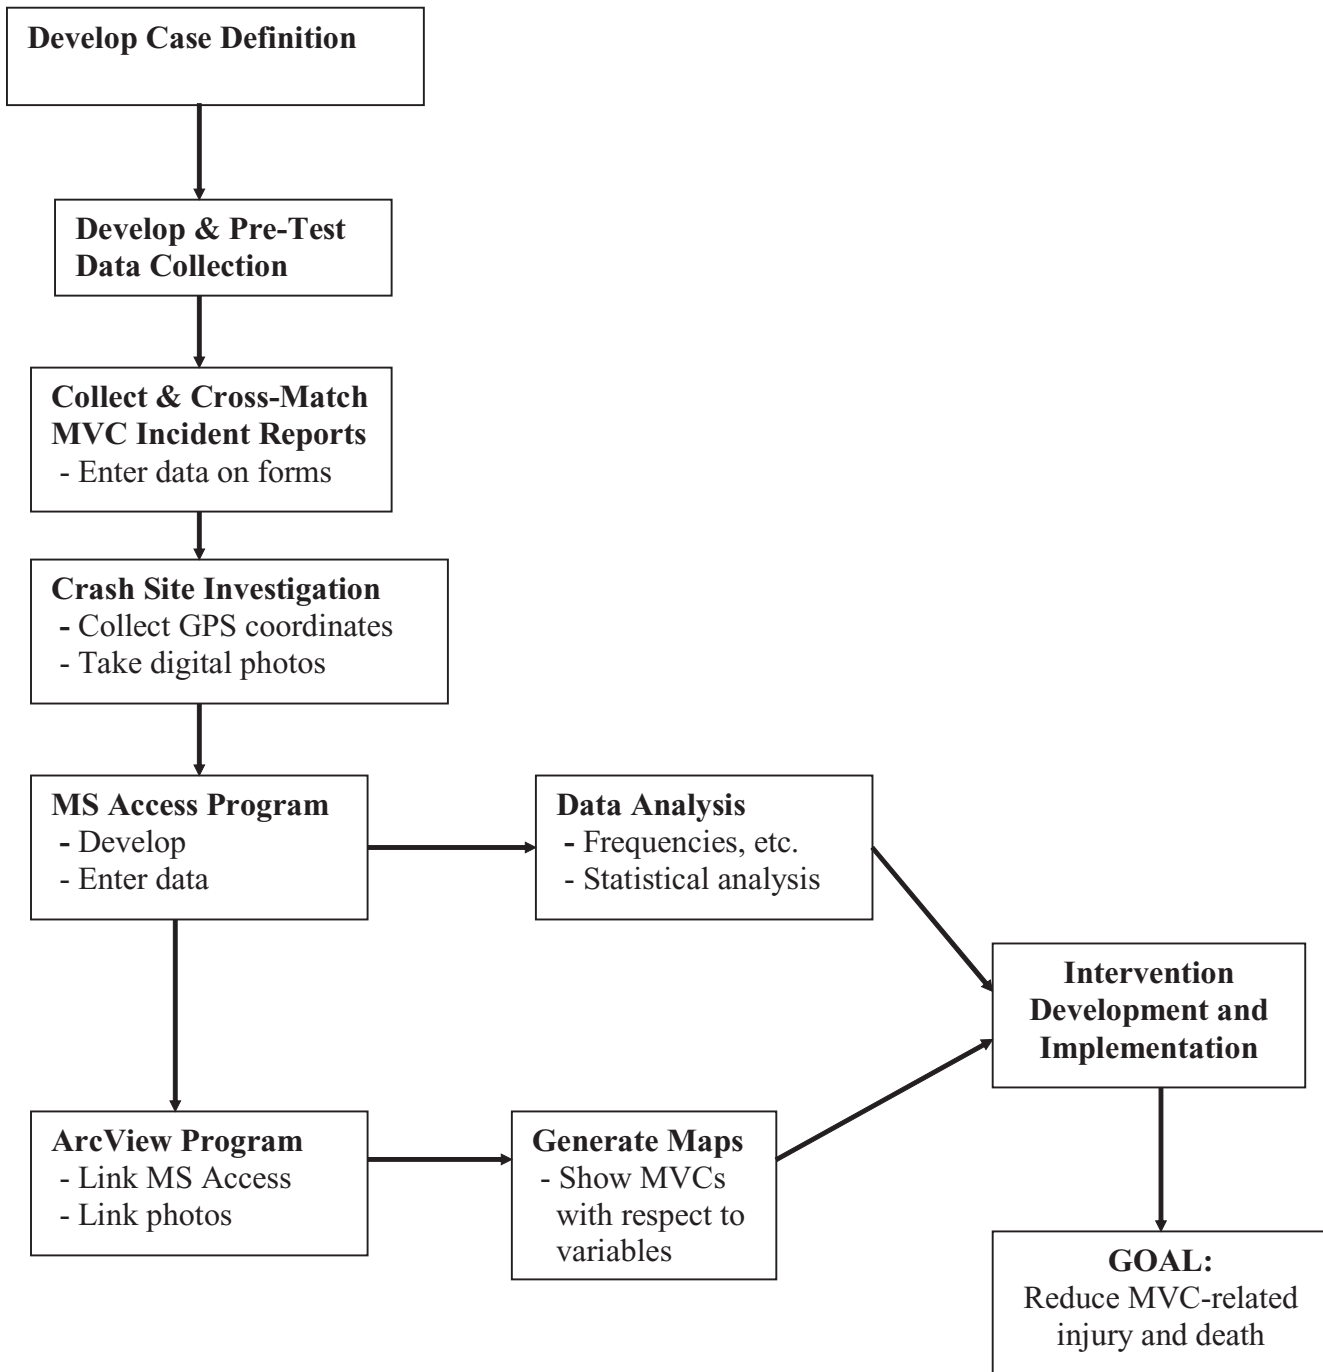 Develop Case Definition
Develop & Pre-Test
Data Collection
Collect & Cross-Match
MVC Incident Reports
- Enter data on forms
Crash Site Investigation
- Collect GPS coordinates
- Take digital photos
MS Access Program
- Develop
- Enter data
Data Analysis
- Frequencies, etc.
- Statistical analysis
Intervention
Development and
Implementation
ArcView Program
- Link MS Access
- Link photos
Generate Maps
- Show MVCs
with respect to
variables
GOAL:
Reduce MVC-related
injury and death